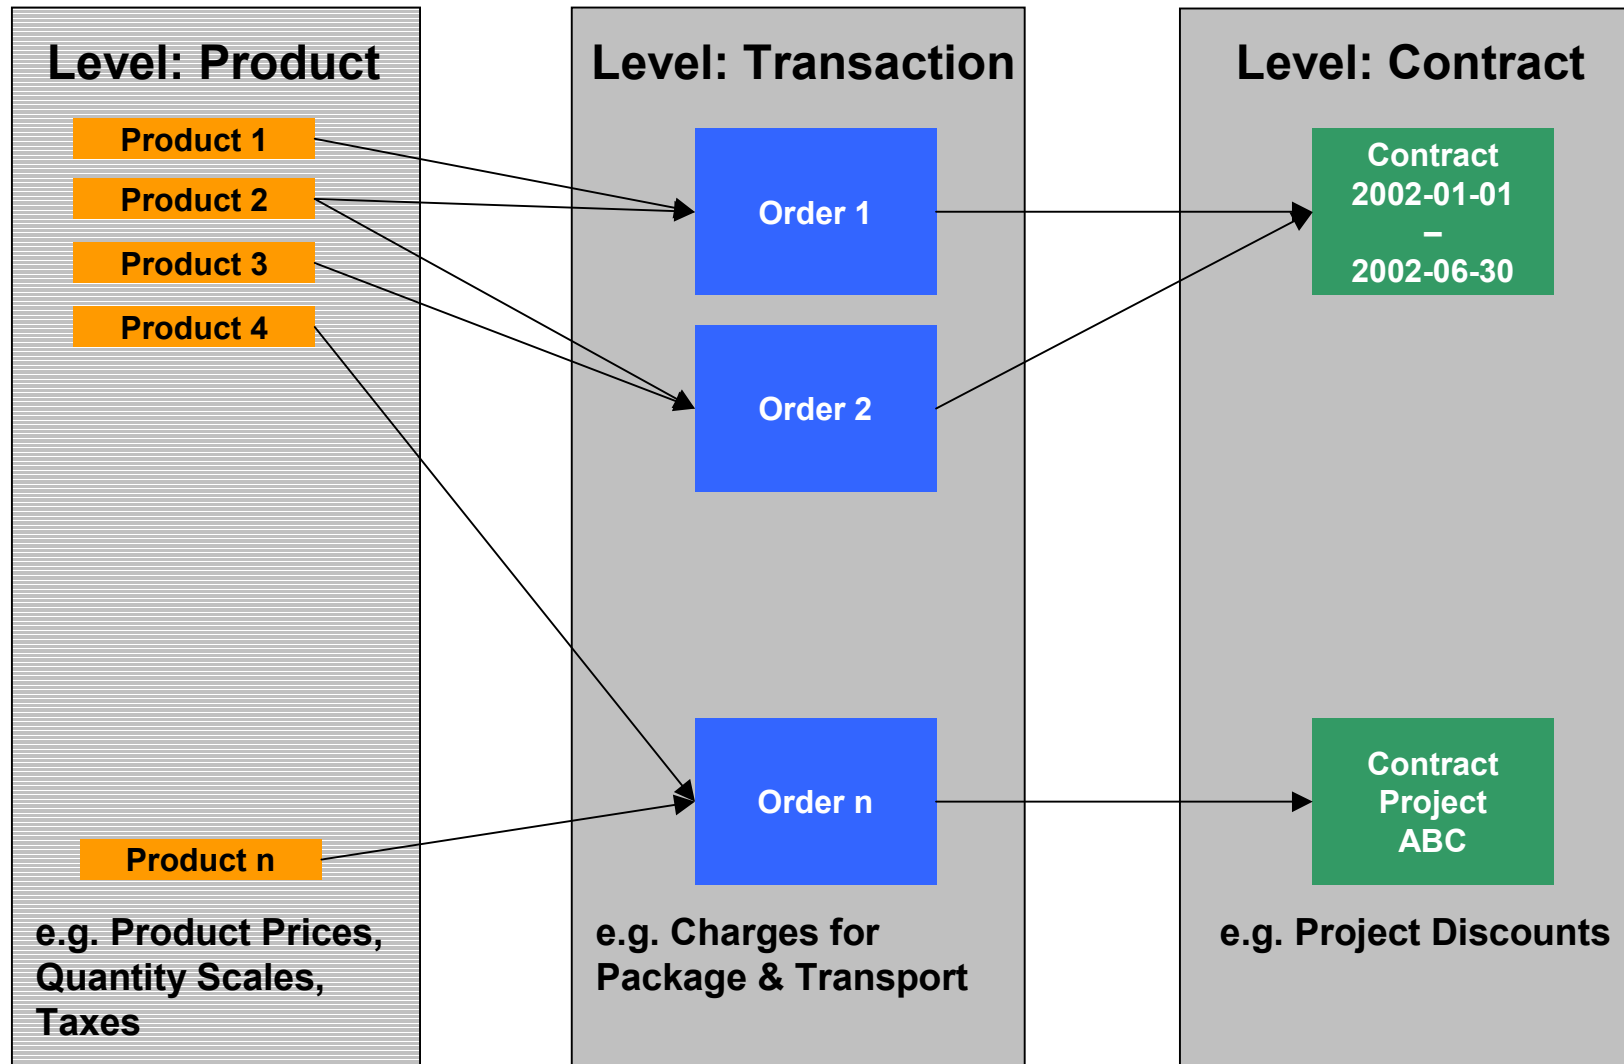 Level: Product
Product 1
Product 2
Product 3
Product 4
Product n
e.g. Product Prices,
Quantity Scales,
Taxes
Level: Transaction
Order 1
Order 2
Order n
e.g. Charges for
Package & Transport
Level: Contract
Contract
2002-01-01
–
2002-06-30
Contract
Project
ABC
e.g. Project Discounts